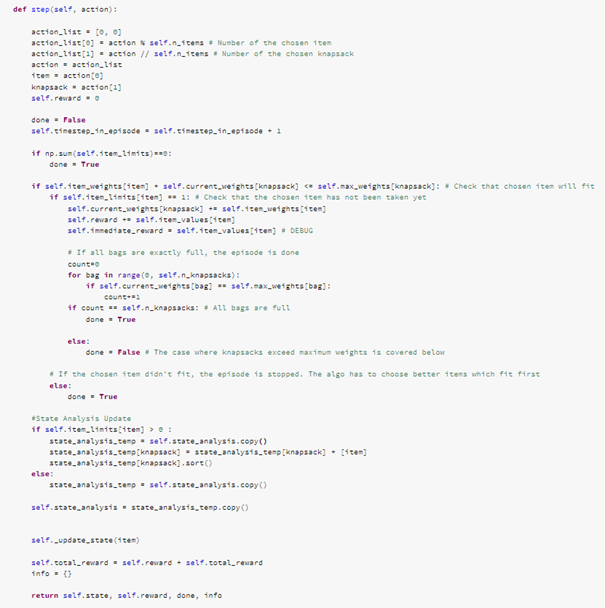 def step(self, action):
action_list = [0, 0]
action_list[0] = action % self.n_items # Number of the chosen item
action_list[1] = action // self.n_items # Number of the chosen knapsack
action = action_list
item = action[0]
knapsack = action[1]
self.reward = 0
done = False
self.timestep_in_episode = self.timestep_in_episode + 1
if np.sum(self.item_limits)==0:
done = True
if self.item_weights[item] + self.current_weights[knapsack] <= self.max_weights[knapsack]: # Check that chosen item will fit
if self.item_limits[item] == 1: # Check that the chosen item has not been taken yet
self.current_weights[knapsack] += self.item_weights[item]
self.reward += self.item_values[item]
self.immediate_reward = self.item_values[item] # DEBUG
# If all bags are exactly full, the episode is done
count=0
for bag in range(0, self.n_knapsacks):
if self.current_weights[bag] == self.max_weights[bag]:
count+=1
if count == self.n_knapsacks: # All bags are full
done = True
else:
done = False # The case where knapsacks exceed maximum weights is covered below
# If the chosen item didn't fit, the episode is stopped. The algo has to choose better items which fit first
else:
done = True
#State Analysis Update
if self.item_limits[item] > 0 :
state_analysis_temp = self.state_analysis.copy()
state_analysis_temp[knapsack] = state_analysis_temp[knapsack] + [item]
state_analysis_temp[knapsack].sort()
else:
state_analysis_temp = self.state_analysis.copy()
self.state_analysis = state_analysis_temp.copy()
self._update_state(item)
self.total_reward = self.reward + self.total_reward
info = {}
return self.state, self.reward, done, info